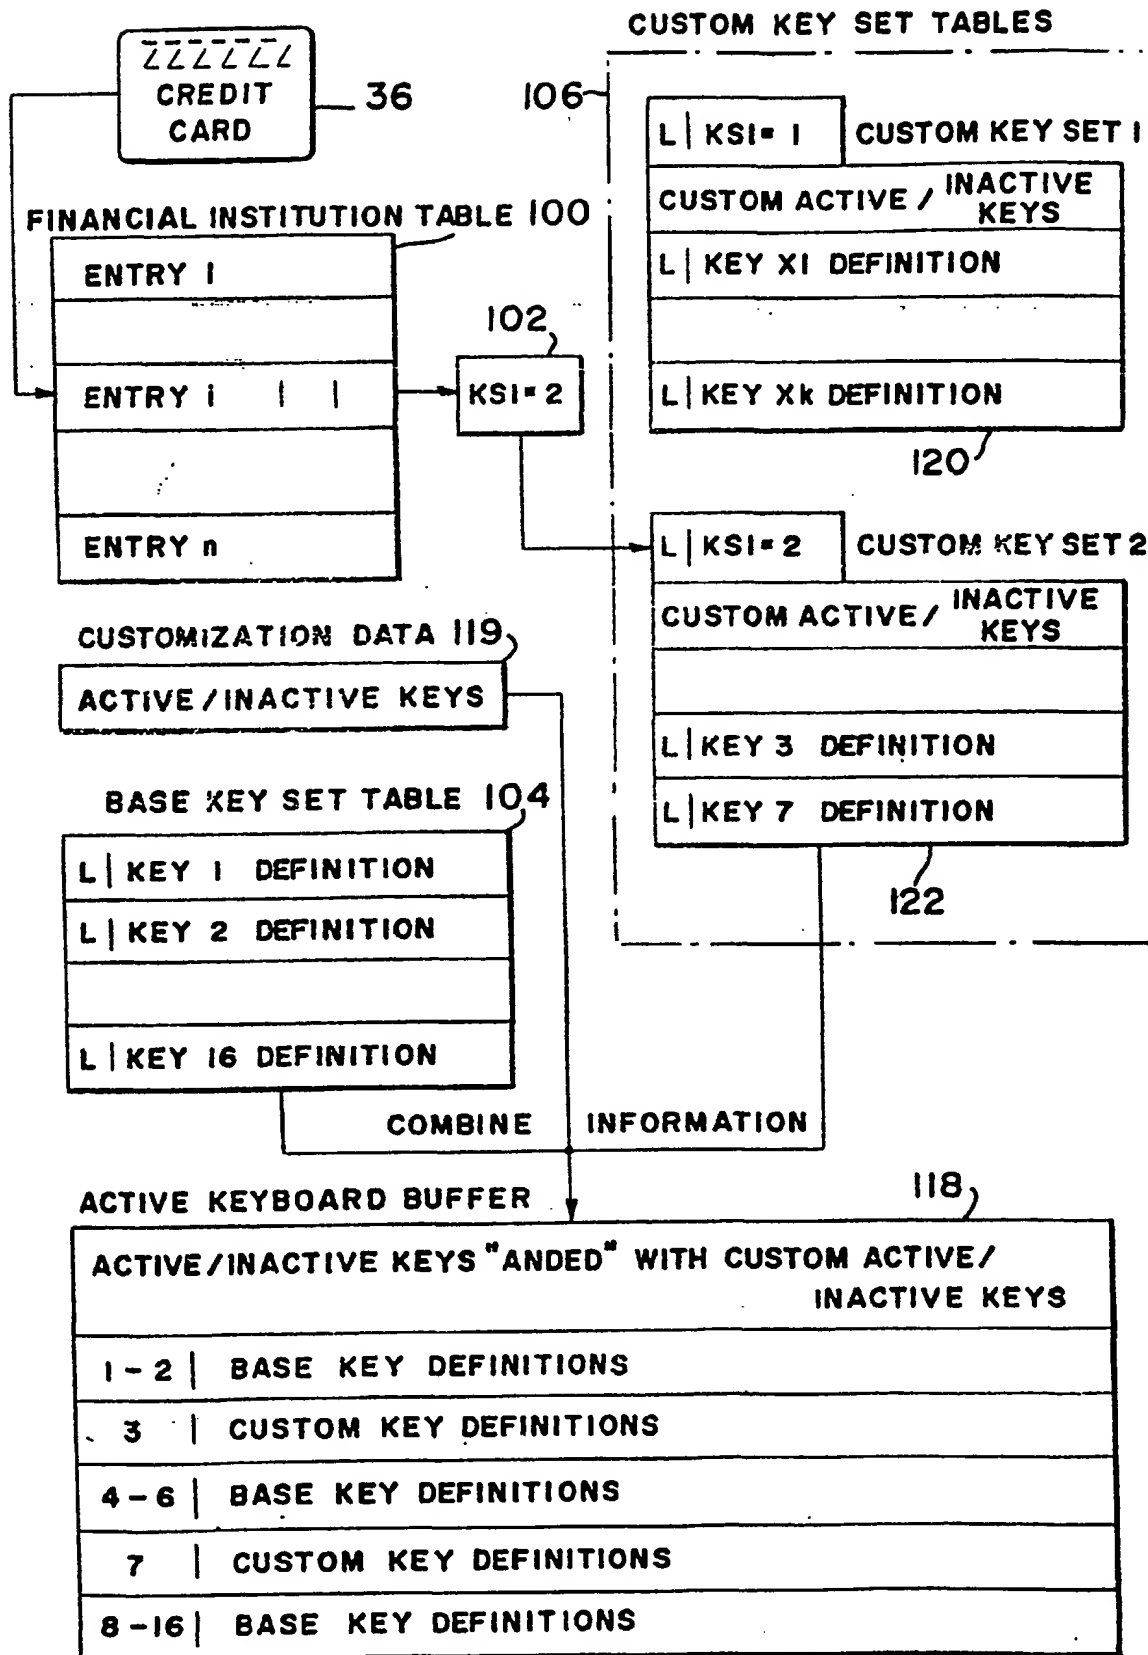 CUSTOM KEY SET TABLES
CREDIT
CARD
36
106
L | KSI = 1
CUSTOM KEY SET 1
CUSTOM ACTIVE / INACTIVE
KEYS
L | KEY X1 DEFINITION
L | KEY Xk DEFINITION
120
FINANCIAL INSTITUTION TABLE 100
ENTRY 1
ENTRY i | |
ENTRY n
102
KSI = 2
L | KSI = 2
CUSTOM KEY SET 2
CUSTOM ACTIVE / INACTIVE
KEYS
L | KEY 3 DEFINITION
L | KEY 7 DEFINITION
122
CUSTOMIZATION DATA 119
ACTIVE / INACTIVE KEYS
BASE KEY SET TABLE 104
L | KEY 1 DEFINITION
L | KEY 2 DEFINITION
L | KEY 16 DEFINITION
COMBINE INFORMATION
ACTIVE KEYBOARD BUFFER
118
ACTIVE/INACTIVE KEYS "ANDED" WITH CUSTOM ACTIVE/
INACTIVE KEYS
1 - 2 | BASE KEY DEFINITIONS
3 | CUSTOM KEY DEFINITIONS
4 - 6 | BASE KEY DEFINITIONS
7 | CUSTOM KEY DEFINITIONS
8 - 16 | BASE KEY DEFINITIONS